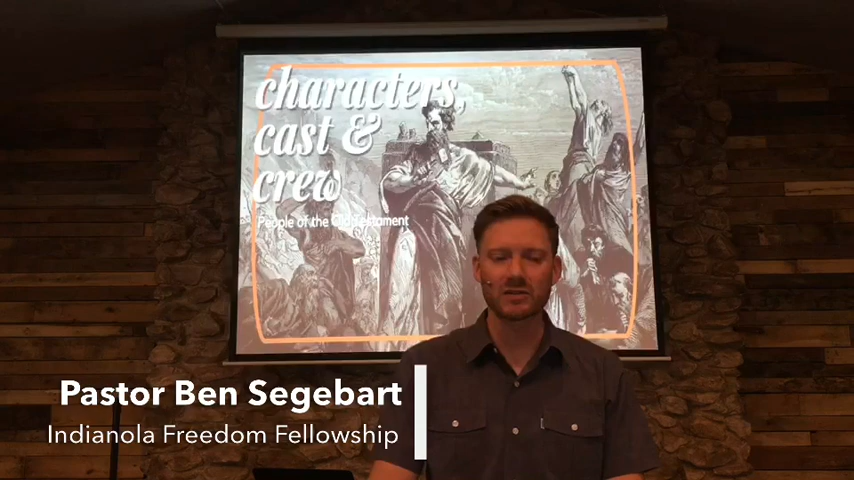 characters,
cast &
crew
People of the Old Testament
Pastor Ben Segebart
Indianola Freedom Fellowship